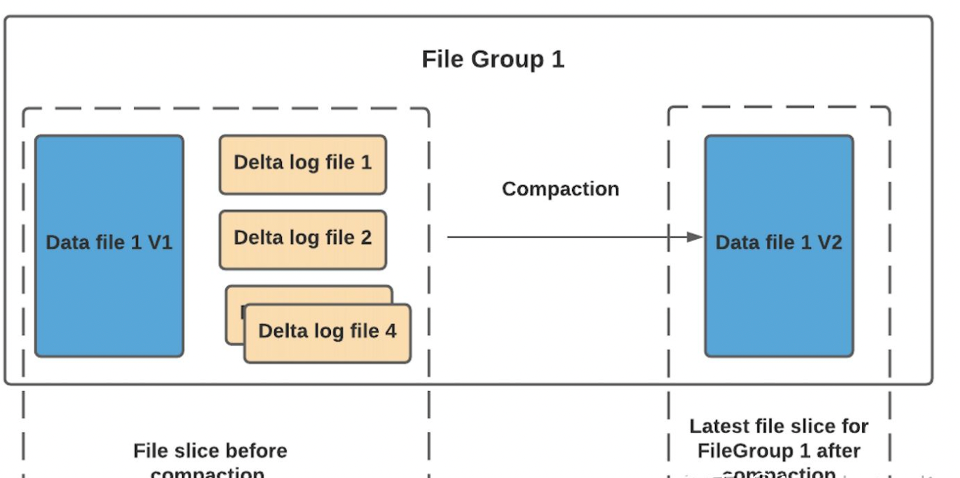 File Group 1
Data file 1 V1
Delta log file 1
Delta log file 2
Delta log file 4
Compaction
Data file 1 V2
File slice before
compaction
Latest file slice for
FileGroup 1 after
compaction